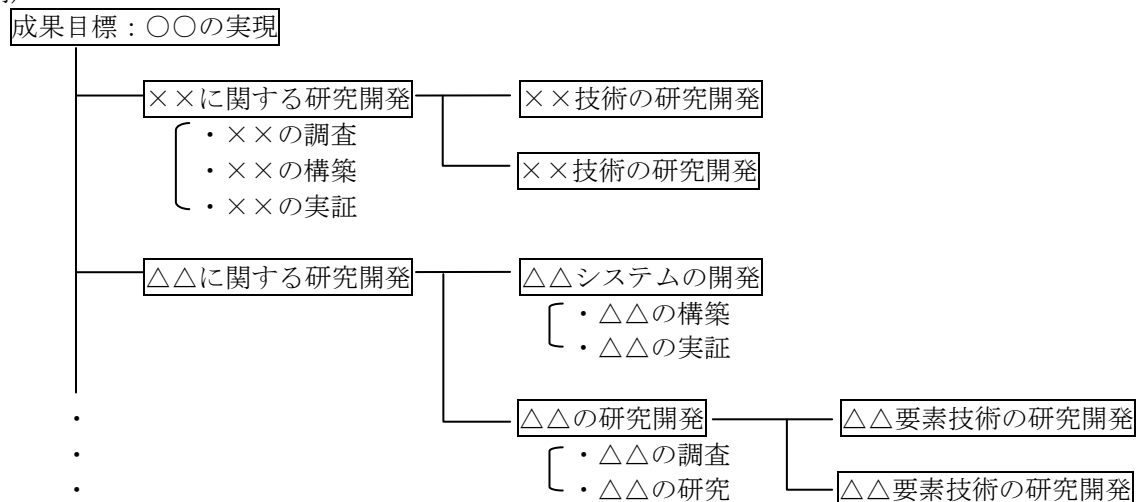 成果目標：○○の実現
××に関する研究開発
××技術の研究開発
・××の調査
・××の構築
・××の実証
××技術の研究開発
△△に関する研究開発
△△システムの開発
・△△の構築
・△△の実証
△△の研究開発
△△要素技術の研究開発
・△△の調査
・△△の研究
△△要素技術の研究開発
・
・
・